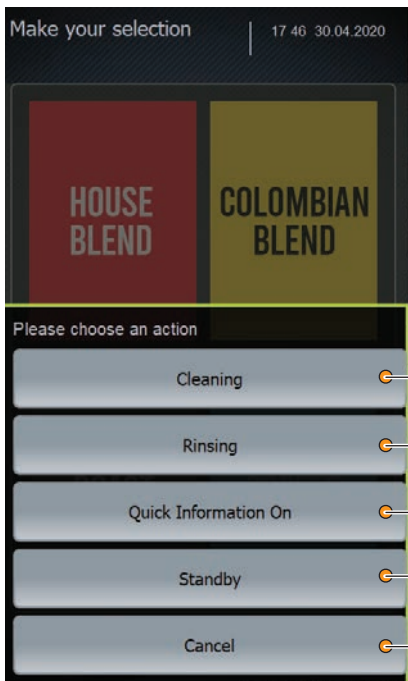 Make your selection
17 46 30.04.2020
HOUSE
BLEND
COLOMBIAN
BLEND
Please choose an action
Cleaning
Rinsing
Quick Information On
Standby
Cancel